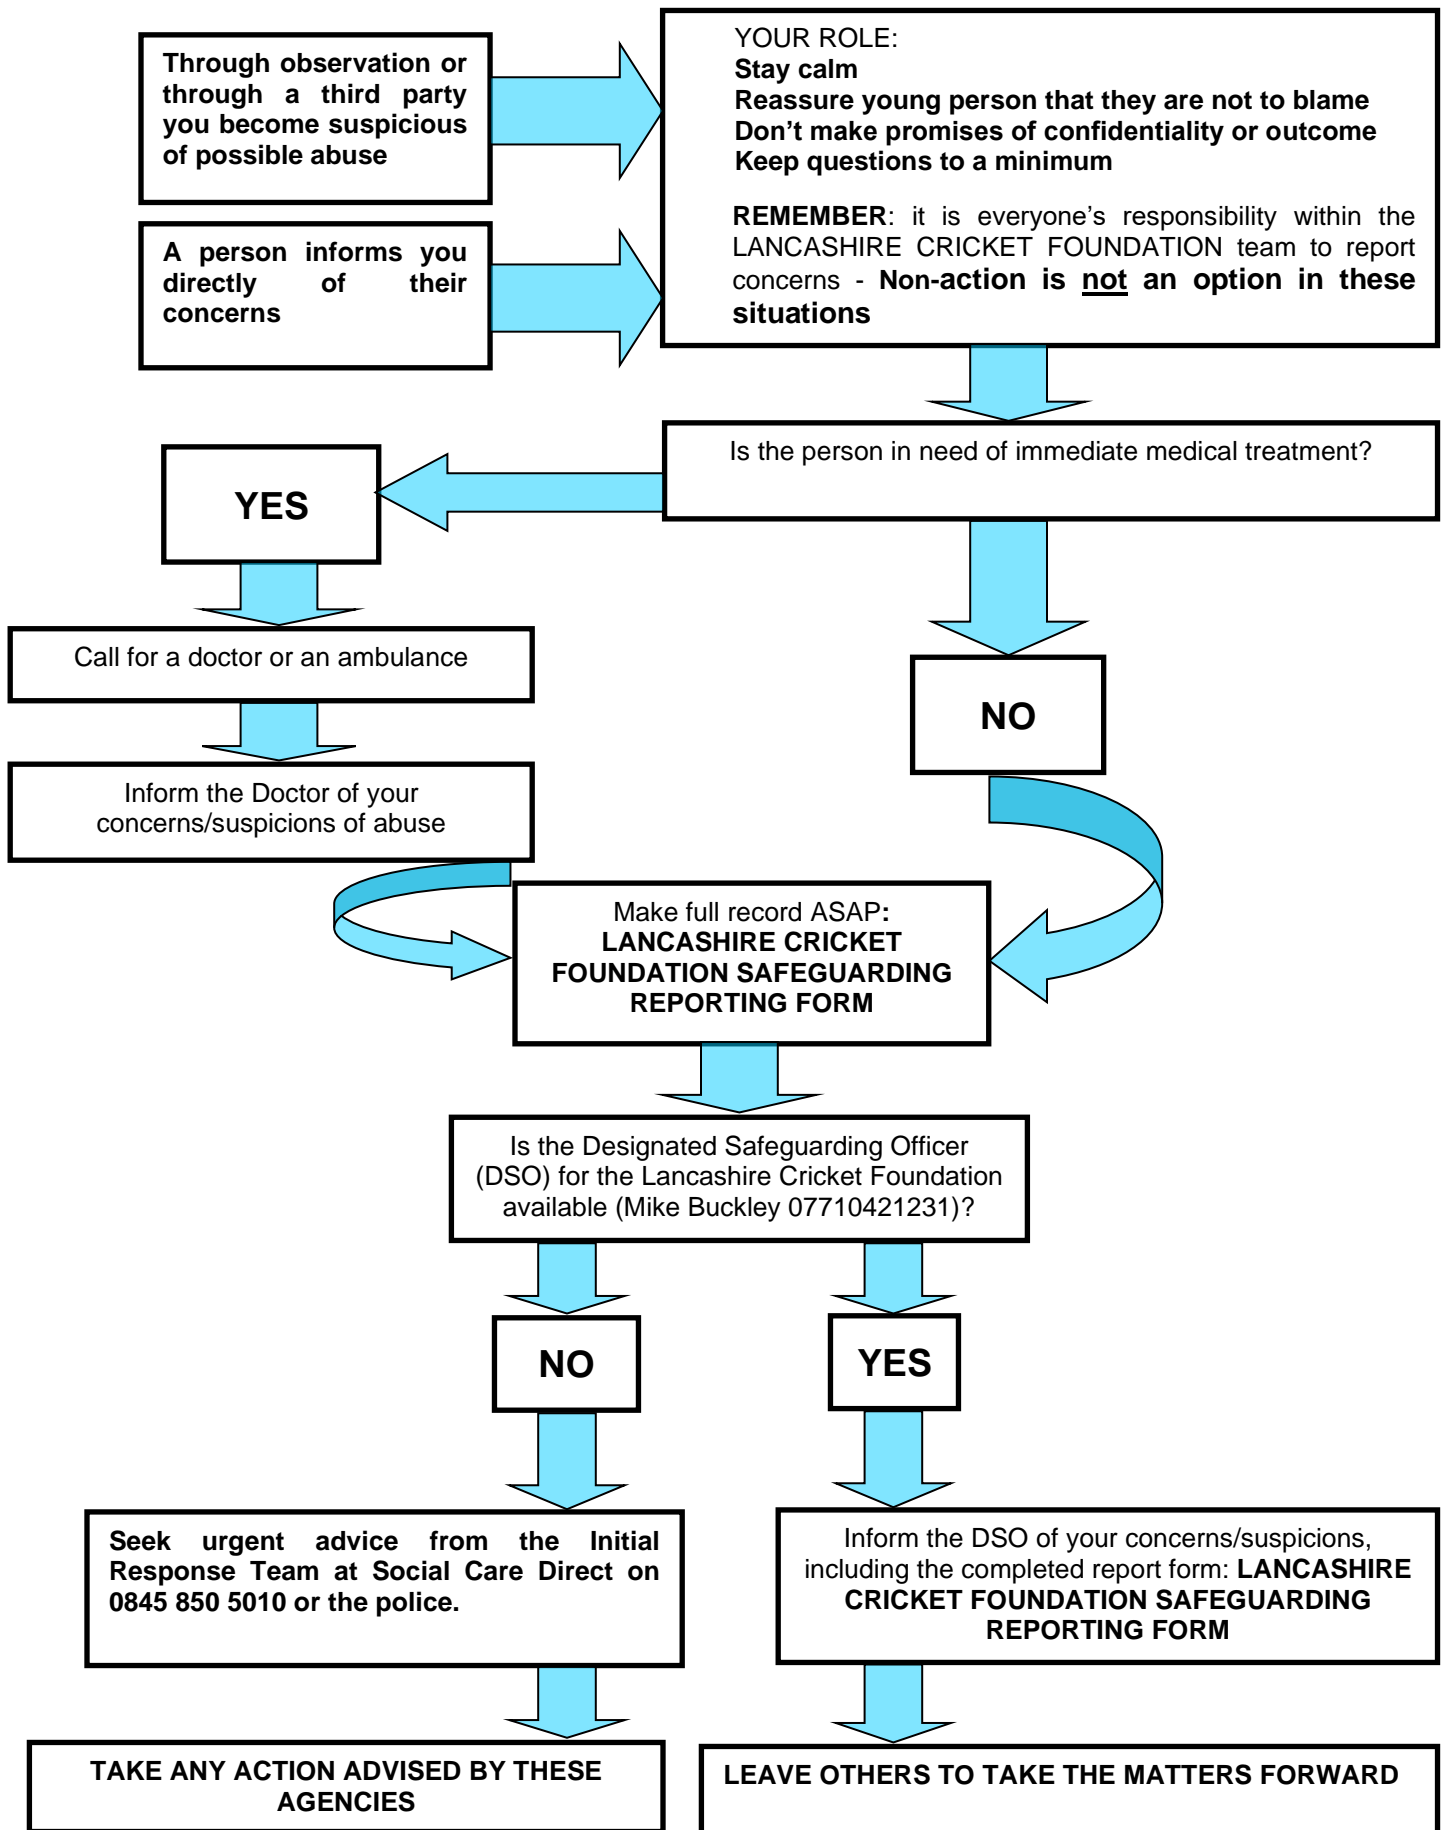 Through observation or
through a third party
you become suspicious
of possible abuse
YOUR ROLE:
Stay calm
Reassure young person that they are not to blame
Don’t make promises of confidentiality or outcome
Keep questions to a minimum
REMEMBER: it is everyone’s responsibility within the
LANCASHIRE CRICKET FOUNDATION team to report
concerns - Non-action is not an option in these
situations
A person informs you
directly of their
concerns
Is the person in need of immediate medical treatment?
YES
Call for a doctor or an ambulance
NO
Inform the Doctor of your
concerns/suspicions of abuse
Make full record ASAP:
LANCASHIRE CRICKET
FOUNDATION SAFEGUARDING
REPORTING FORM
Is the Designated Safeguarding Officer
(DSO) for the Lancashire Cricket Foundation
available (Mike Buckley 07710421231)?
NO
YES
Seek urgent advice from the Initial
Response Team at Social Care Direct on
0845 850 5010 or the police.
Inform the DSO of your concerns/suspicions,
including the completed report form: LANCASHIRE
CRICKET FOUNDATION SAFEGUARDING
REPORTING FORM
TAKE ANY ACTION ADVISED BY THESE
AGENCIES
LEAVE OTHERS TO TAKE THE MATTERS FORWARD